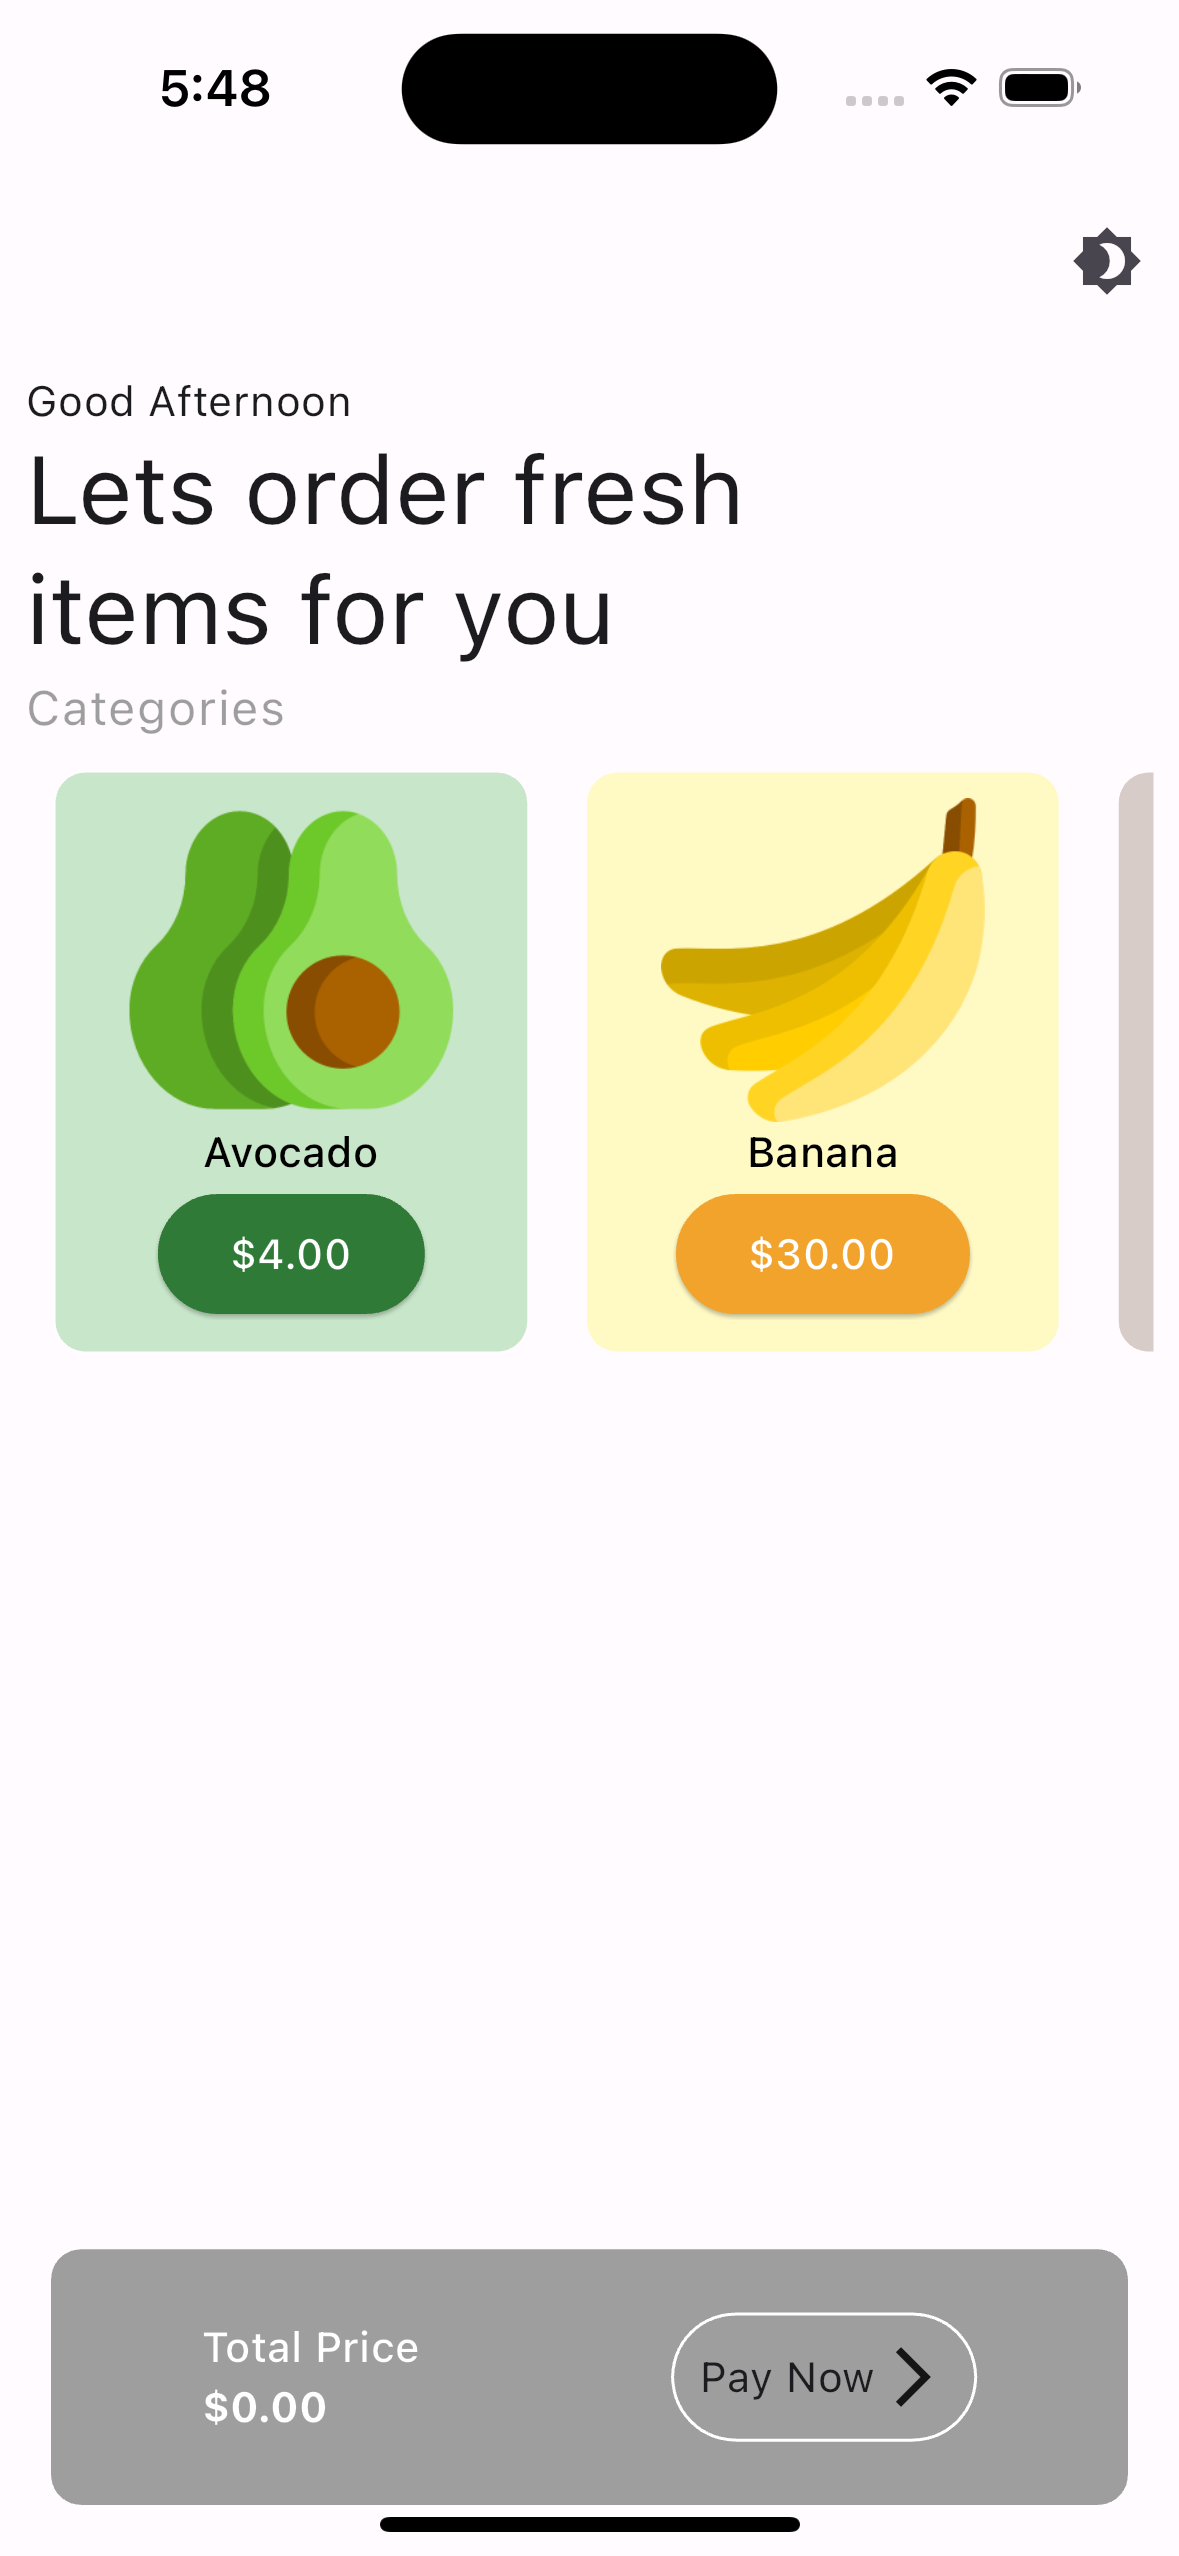 5:48
Good Afternoon
Lets order fresh
items for you
Categories
Avocado
Banana
$4.00
$30.00
Total Price
$0.00
Pay Now